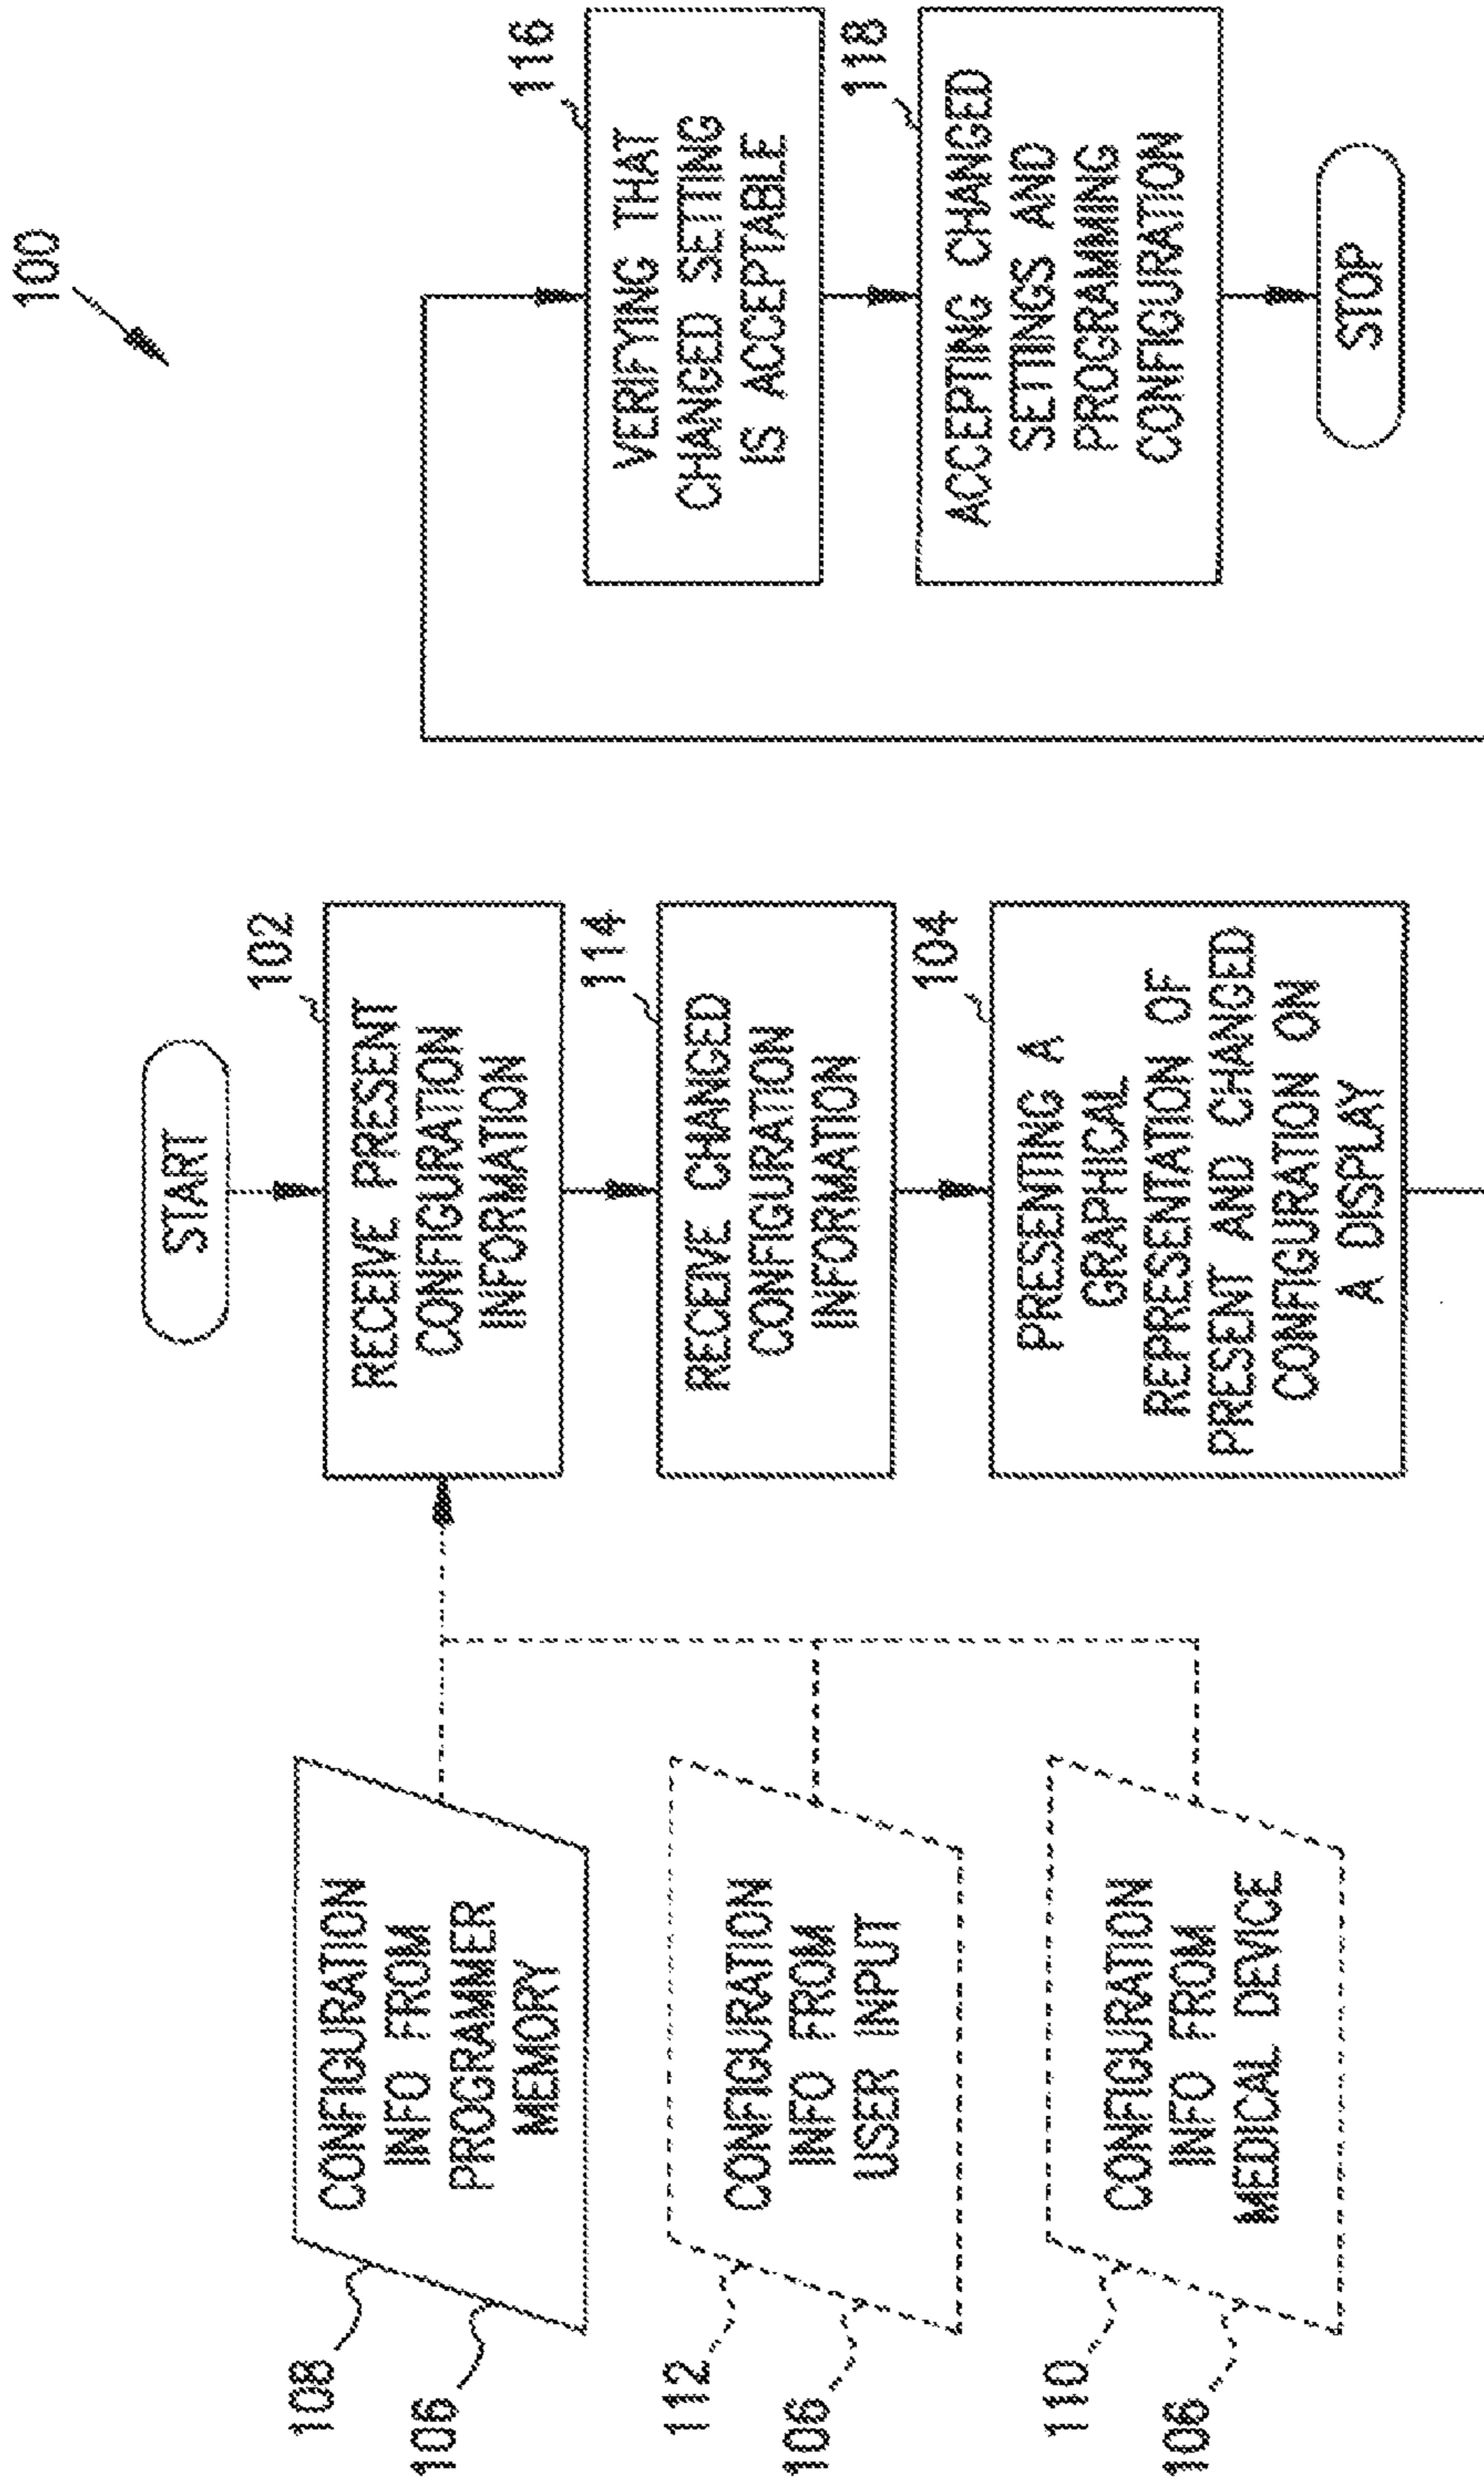 100
START
102
RECEIVE PRESENT
CONFIGURATION
INFORMATION
114
RECEIVE CHANGED
CONFIGURATION
INFORMATION
104
PRESENTING A
GRAPHICAL
REPRESENTATION OF
PRESENT AND CHANGED
CONFIGURATION ON
A DISPLAY
108
106
CONFIGURATION
INFO FROM
PROGRAMMER
MEMORY
112
106
CONFIGURATION
INFO FROM
USER INPUT
110
106
CONFIGURATION
INFO FROM
MEDICAL DEVICE
116
VERIFYING THAT
CHANGED SETTING
IS ACCEPTABLE
118
ACCEPTING CHANGED
SETTINGS AND
PROGRAMMING
CONFIGURATION
STOP